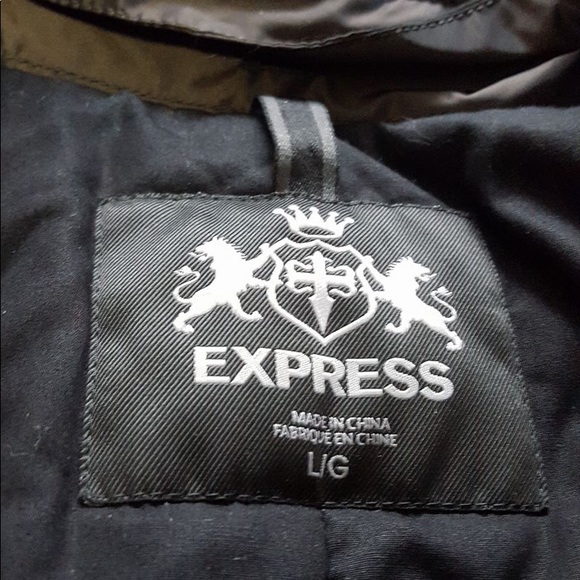 EXPRESS
MADE IN CHINA
FABRIQUÉ EN CHINE
L/G